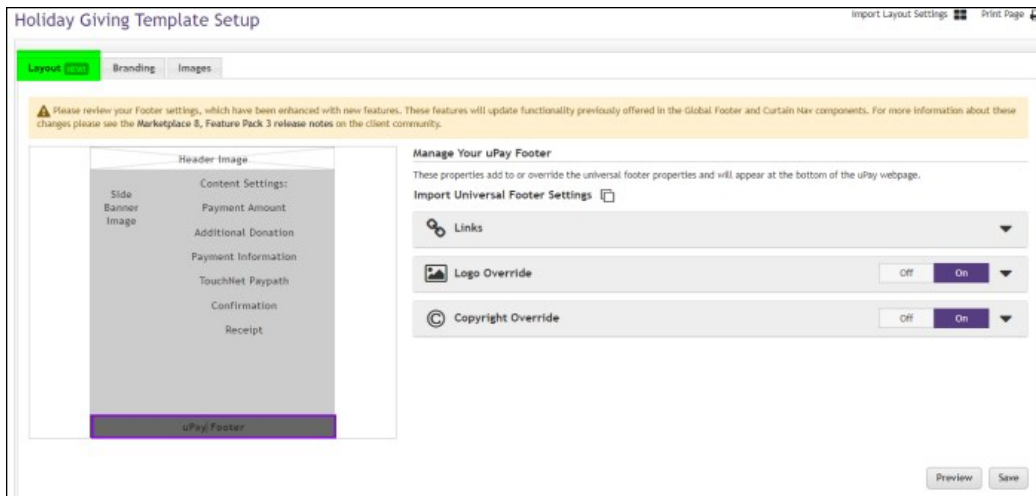 Holiday Giving Template Setup
Import Layout Settings
Print Page
Layout
Branding
Images
Please review your Footer settings, which have been enhanced with new features. These features will update functionality previously offered in the Global Footer and Curtain Nav components. For more information about these
changes please see the Marketplace 8, Feature Pack 3 release notes on the client community.
Header Image
Side
Banner
Image
Content Settings:
Payment Amount
Additional Donation
Payment Information
TouchNet Paypath
Confirmation
Receipt
uPay Footer
Manage Your uPay Footer
These properties add to or override the universal footer properties and will appear at the bottom of the uPay webpage.
Import Universal Footer Settings
Links
Logo Override
Off
On
Copyright Override
Off
On
Preview
Save